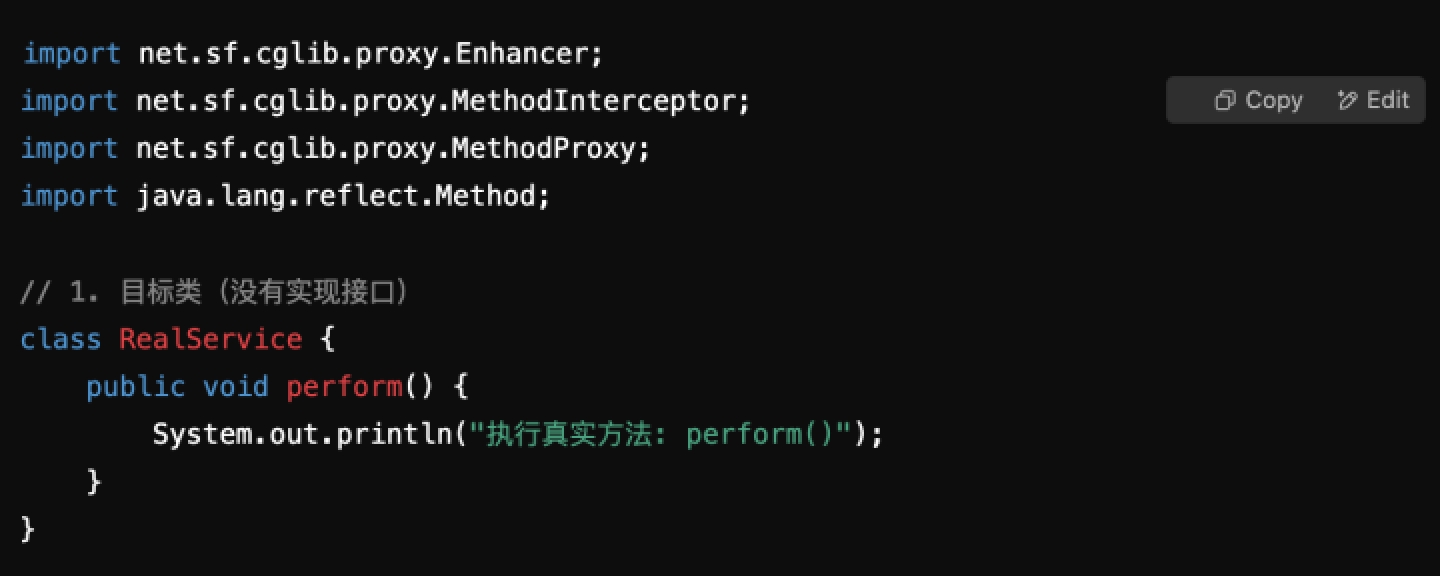 import net.sf.cglib.proxy.Enhancer;
import net.sf.cglib.proxy.MethodInterceptor;
Copy Edit
import net.sf.cglib.proxy.MethodProxy;
import java.lang.reflect.Method;
// 1. 目标类（没有实现接口）
class RealService {
    public void perform() {
        System.out.println("执行真实方法: perform()");
    }
}